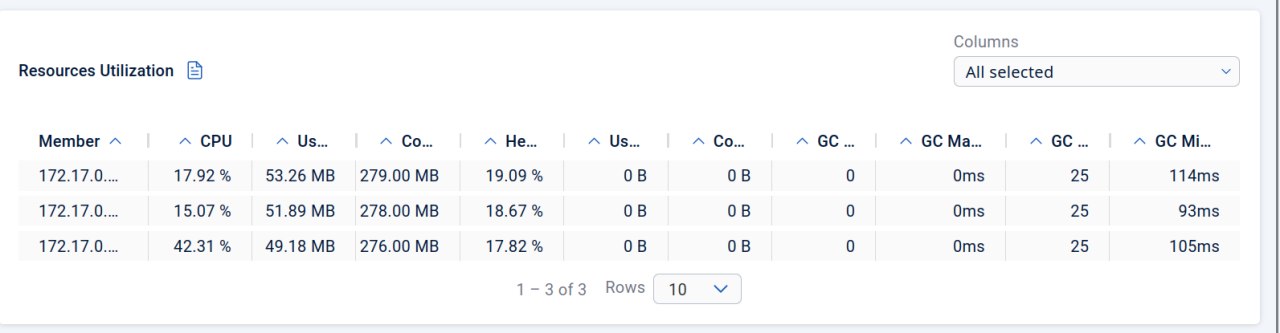 Columns
Resources Utilization All selected
Member CPU Us... Co... He... Us... Co... GC ... GC Ma... GC ... GC Mi...
172.17.0.... 17.92 % 53.26 MB 279.00 MB 19.09 % 0 B 0 B 0 0ms 25 114ms
172.17.0.... 15.07 % 51.89 MB 278.00 MB 18.67 % 0 B 0 B 0 0ms 25 93ms
172.17.0.... 42.31 % 49.18 MB 276.00 MB 17.82 % 0 B 0 B 0 0ms 25 105ms
1 – 3 of 3 Rows 10